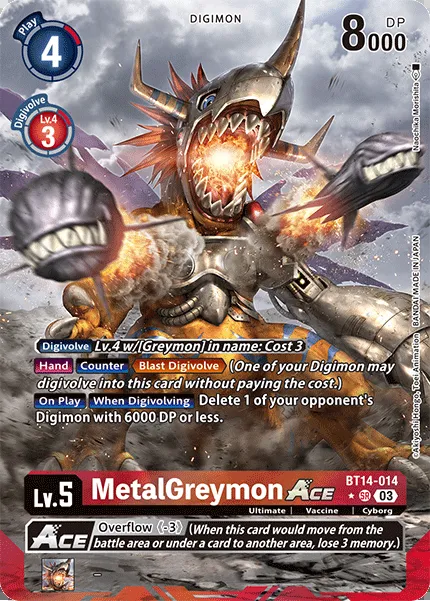 Play
4
DIGIMON
DP
8000
Digivolve
Lv.4
3
Naochika Morishita
©Akiyoshi Hongo, Toei Animation BANDAI MADE IN JAPAN
Digivolve Lv.4 w/[Greymon] in name: Cost 3
Hand Counter Blast Digivolve (One of your Digimon may
digivolve into this card without paying the cost.)
On Play When Digivolving Delete 1 of your opponent's
Digimon with 6000 DP or less.
BT14-014
Lv.5 MetalGreymon ACE SR 03
Ultimate | Vaccine | Cyborg
ACE Overflow《-3》 (When this card would move from the
battle area or under a card to another area, lose 3 memory.)